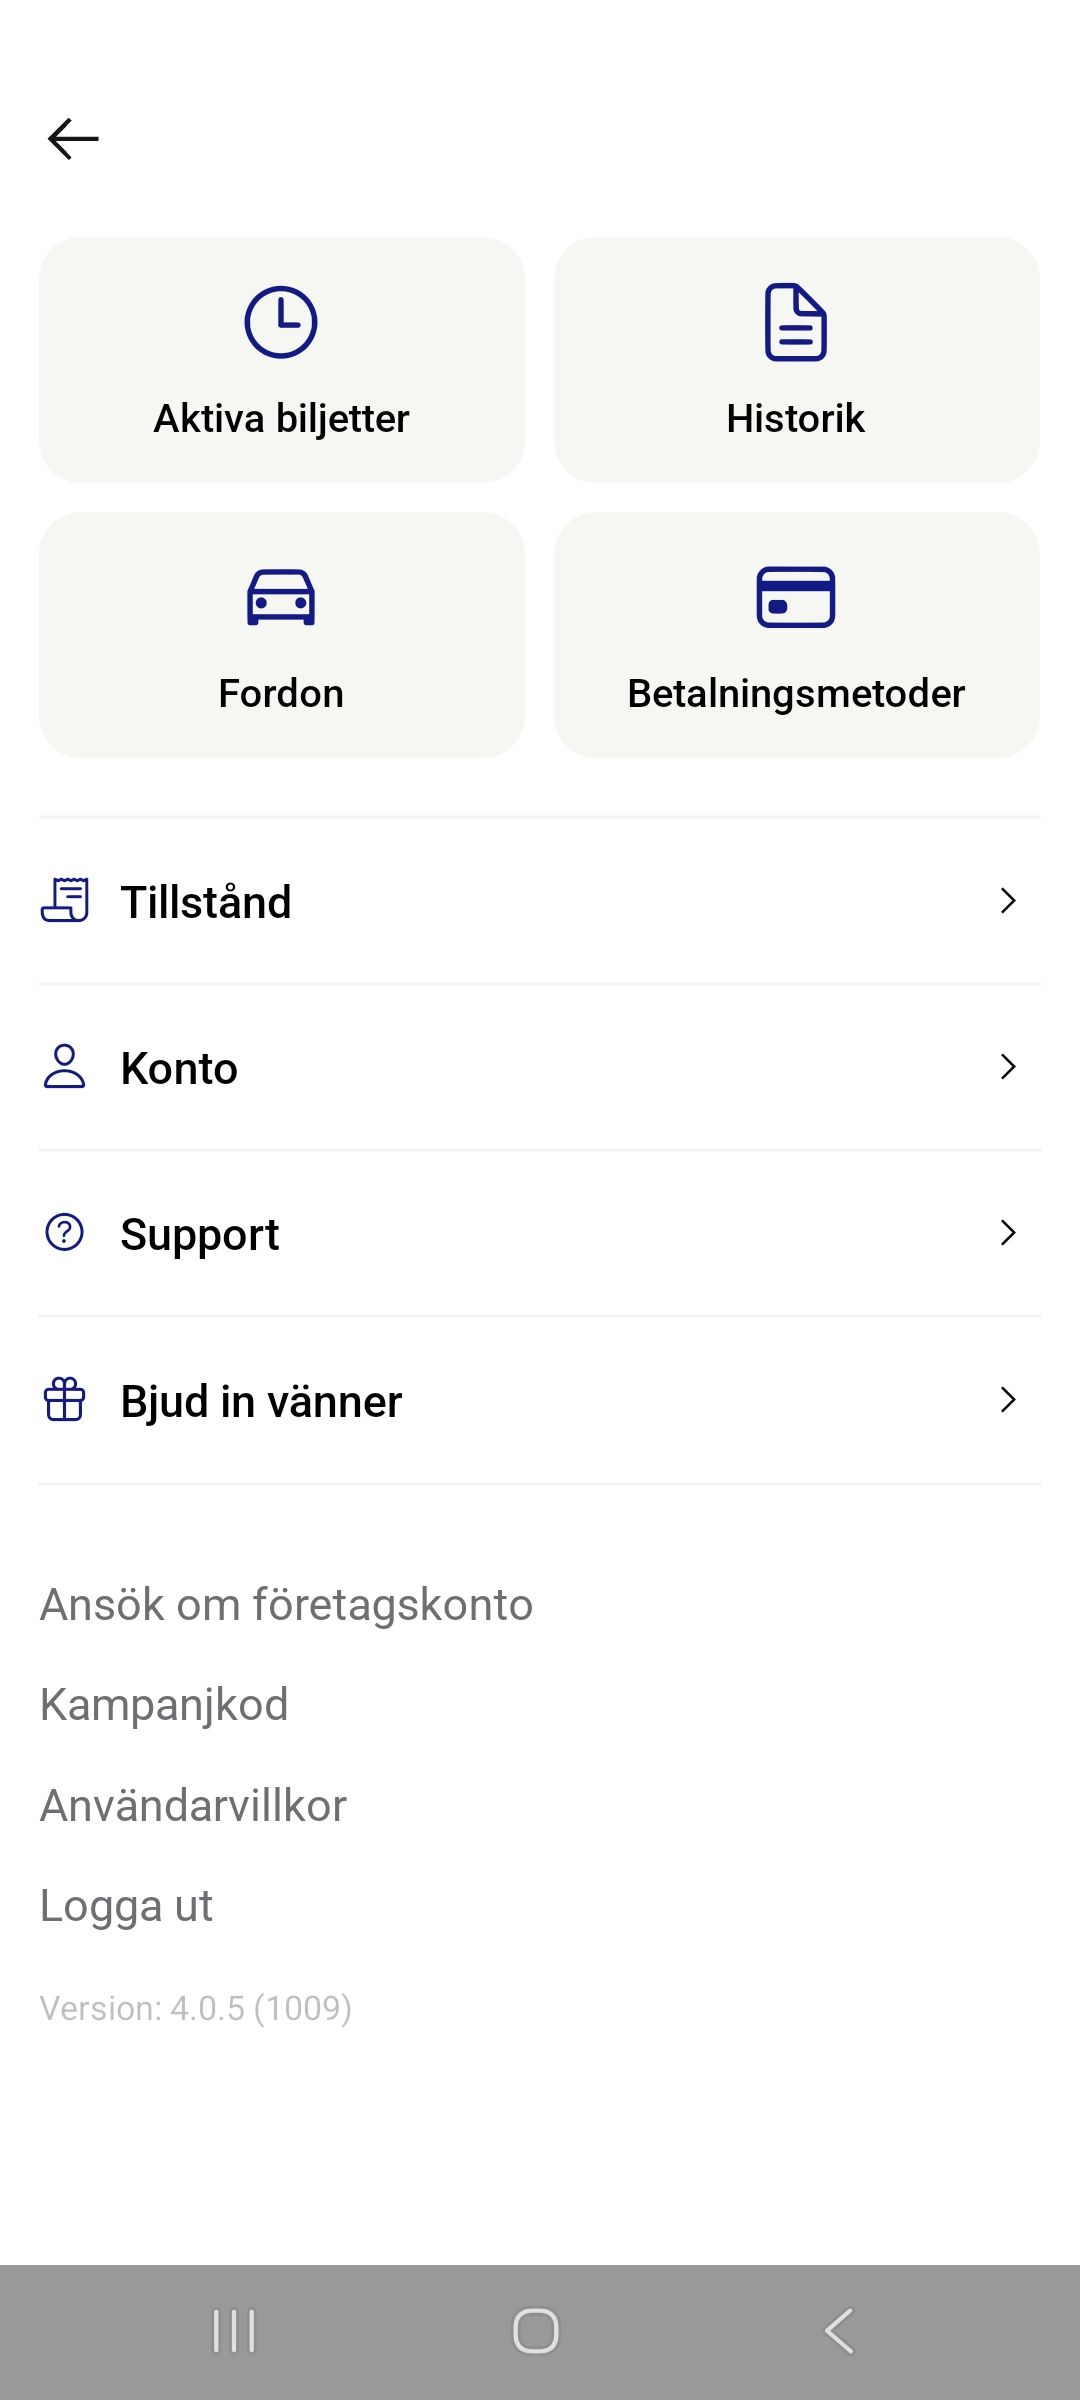 Aktiva biljetter
Historik
Fordon
Betalningsmetoder
Tillstånd
Konto
Support
Bjud in vänner
Ansök om företagskonto
Kampanjkod
Användarvillkor
Logga ut
Version: 4.0.5 (1009)